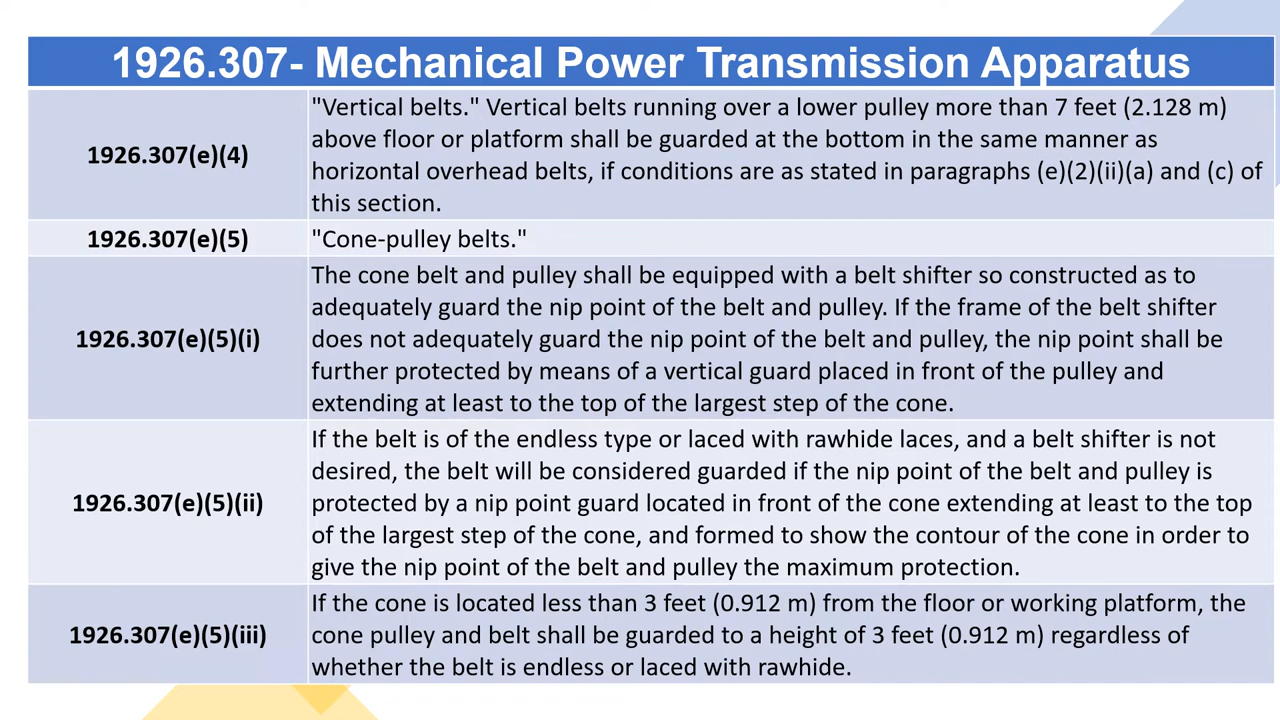 1926.307- Mechanical Power Transmission Apparatus
1926.307(e)(4)
"Vertical belts." Vertical belts running over a lower pulley more than 7 feet (2.128 m)
above floor or platform shall be guarded at the bottom in the same manner as
horizontal overhead belts, if conditions are as stated in paragraphs (e)(2)(ii)(a) and (c) of
this section.
1926.307(e)(5)
"Cone-pulley belts."
1926.307(e)(5)(i)
The cone belt and pulley shall be equipped with a belt shifter so constructed as to
adequately guard the nip point of the belt and pulley. If the frame of the belt shifter
does not adequately guard the nip point of the belt and pulley, the nip point shall be
further protected by means of a vertical guard placed in front of the pulley and
extending at least to the top of the largest step of the cone.
1926.307(e)(5)(ii)
If the belt is of the endless type or laced with rawhide laces, and a belt shifter is not
desired, the belt will be considered guarded if the nip point of the belt and pulley is
protected by a nip point guard located in front of the cone extending at least to the top
of the largest step of the cone, and formed to show the contour of the cone in order to
give the nip point of the belt and pulley the maximum protection.
1926.307(e)(5)(iii)
If the cone is located less than 3 feet (0.912 m) from the floor or working platform, the
cone pulley and belt shall be guarded to a height of 3 feet (0.912 m) regardless of
whether the belt is endless or laced with rawhide.